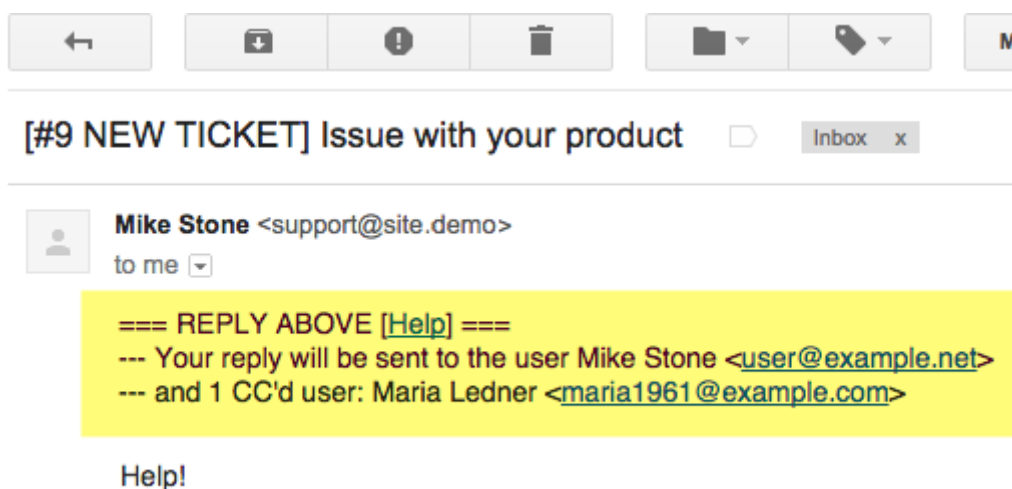 [#9 NEW TICKET] Issue with your product Inbox x
Mike Stone <support@site.demo>
to me
=== REPLY ABOVE [Help] ===
--- Your reply will be sent to the user Mike Stone <user@example.net>
--- and 1 CC'd user: Maria Ledner <maria1961@example.com>
Help!